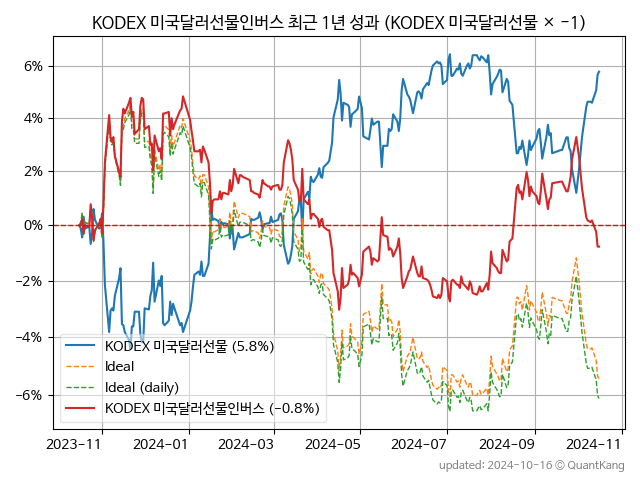 KODEX 미국달러선물인버스 최근 1년 성과 (KODEX 미국달러선물 × −1)
6%
4%
2%
0%
−2%
−4%
−6%
KODEX 미국달러선물 (5.8%)
Ideal
Ideal (daily)
KODEX 미국달러선물인버스 (−0.8%)
2023-11 2024-01 2024-03 2024-05 2024-07 2024-09 2024-11
updated: 2024-10-16 © QuantKang